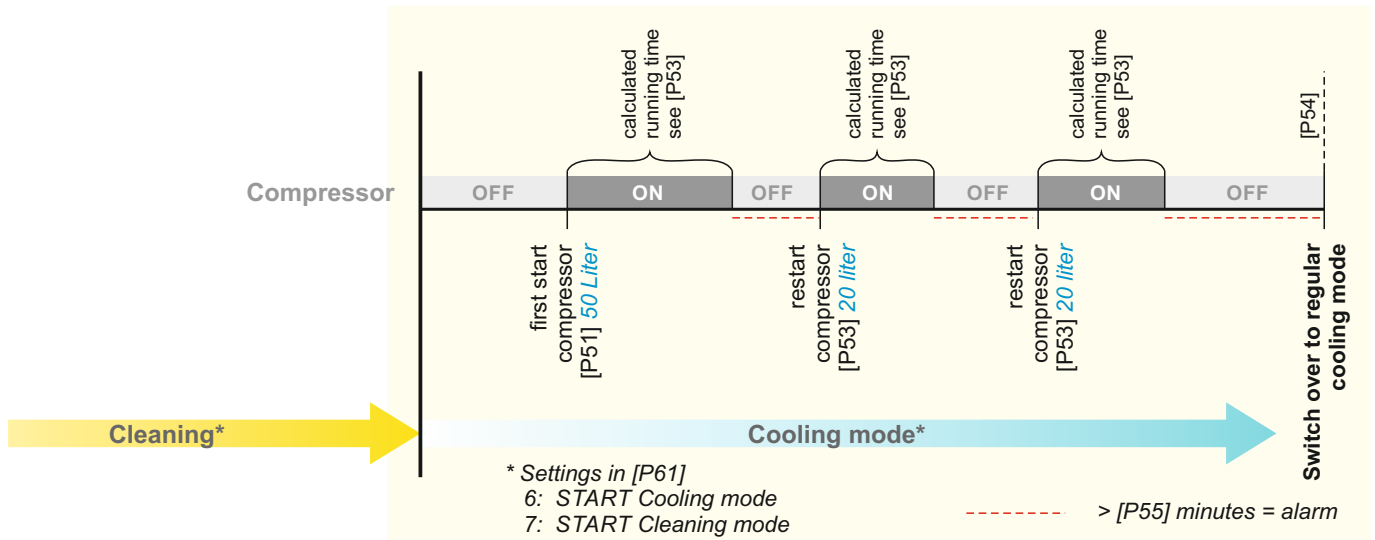 calculated
running time
see [P53]
calculated
running time
see [P53]
calculated
running time
see [P53]
[P54]
Compressor
OFF
ON
OFF
ON
OFF
ON
OFF
first start
compressor
[P51] 50 Liter
restart
compressor
[P53] 20 liter
restart
compressor
[P53] 20 liter
Switch over to regular
cooling mode
Cleaning*
Cooling mode*
* Settings in [P61]
6: START Cooling mode
7: START Cleaning mode
> [P55] minutes = alarm